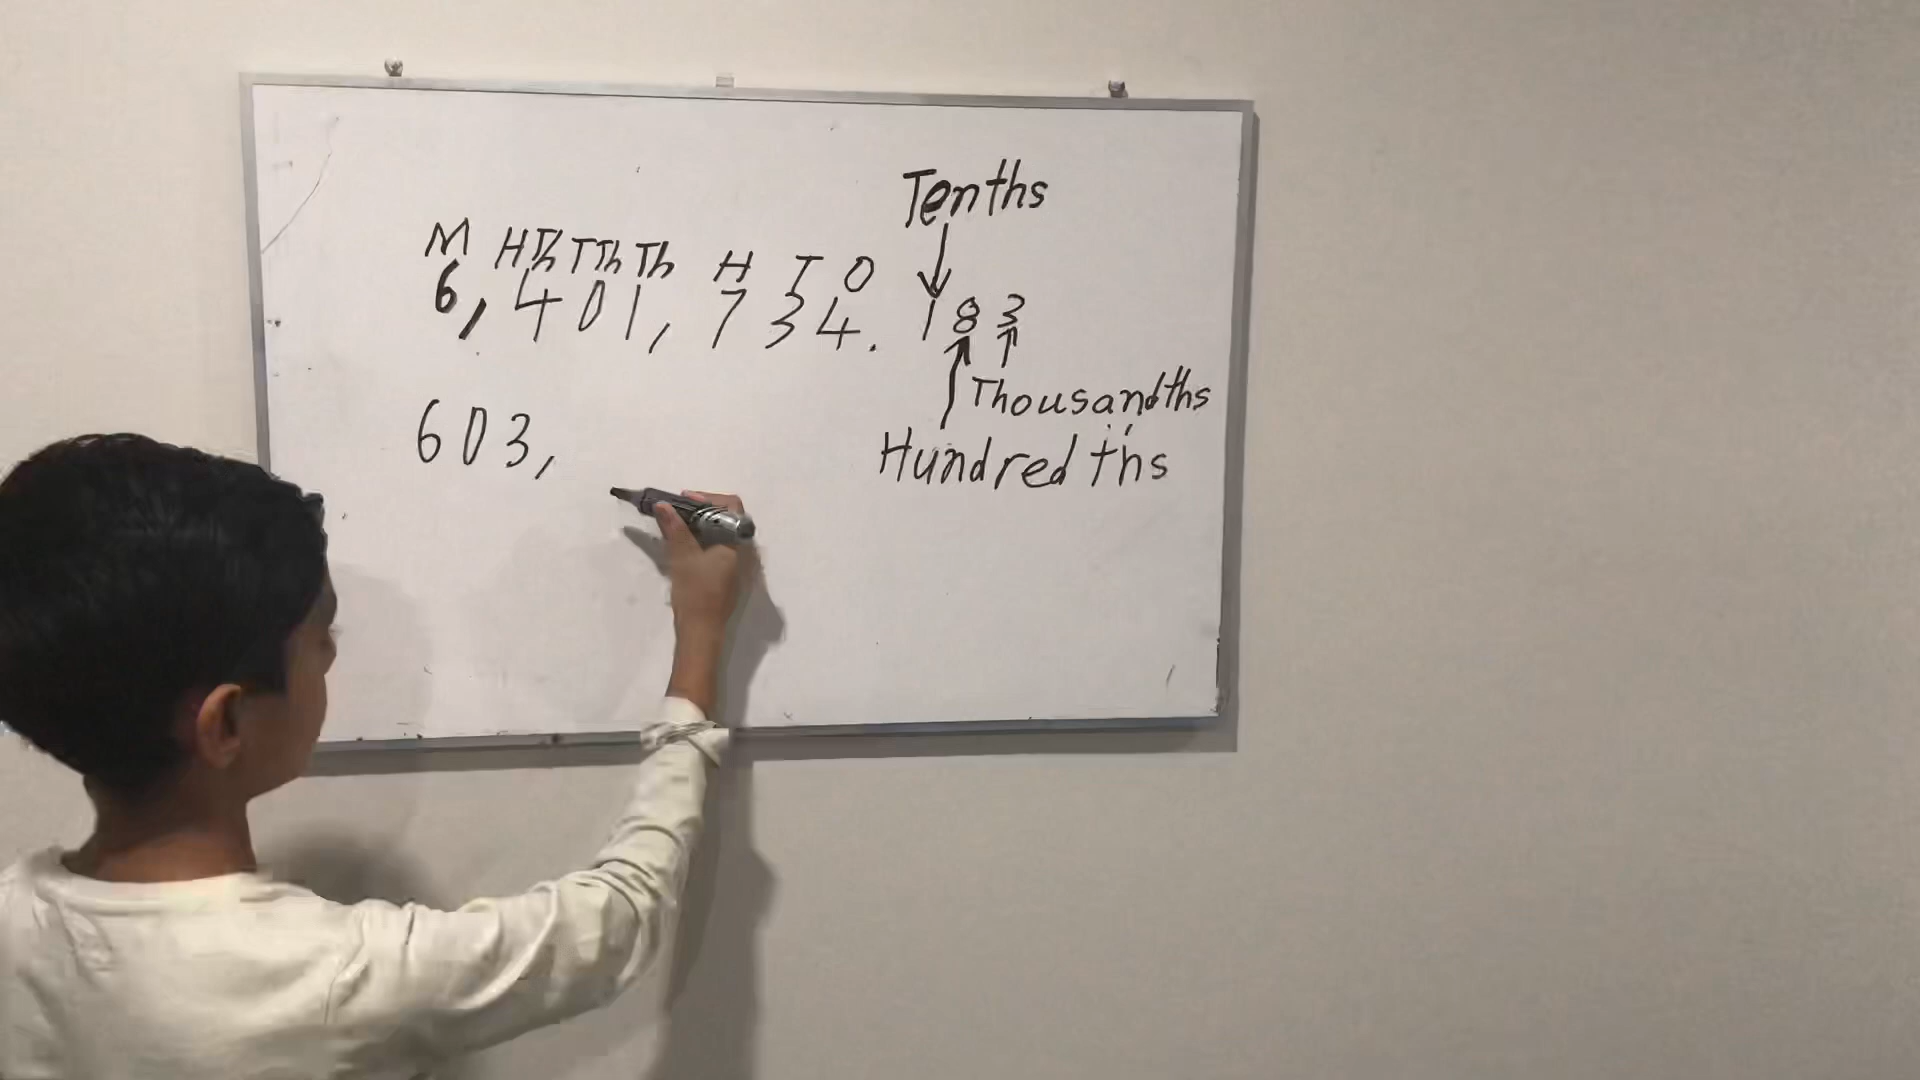 Tenths
M HTh TTh Th H T O
6,401,734.183
Thousandths
603,
Hundredths